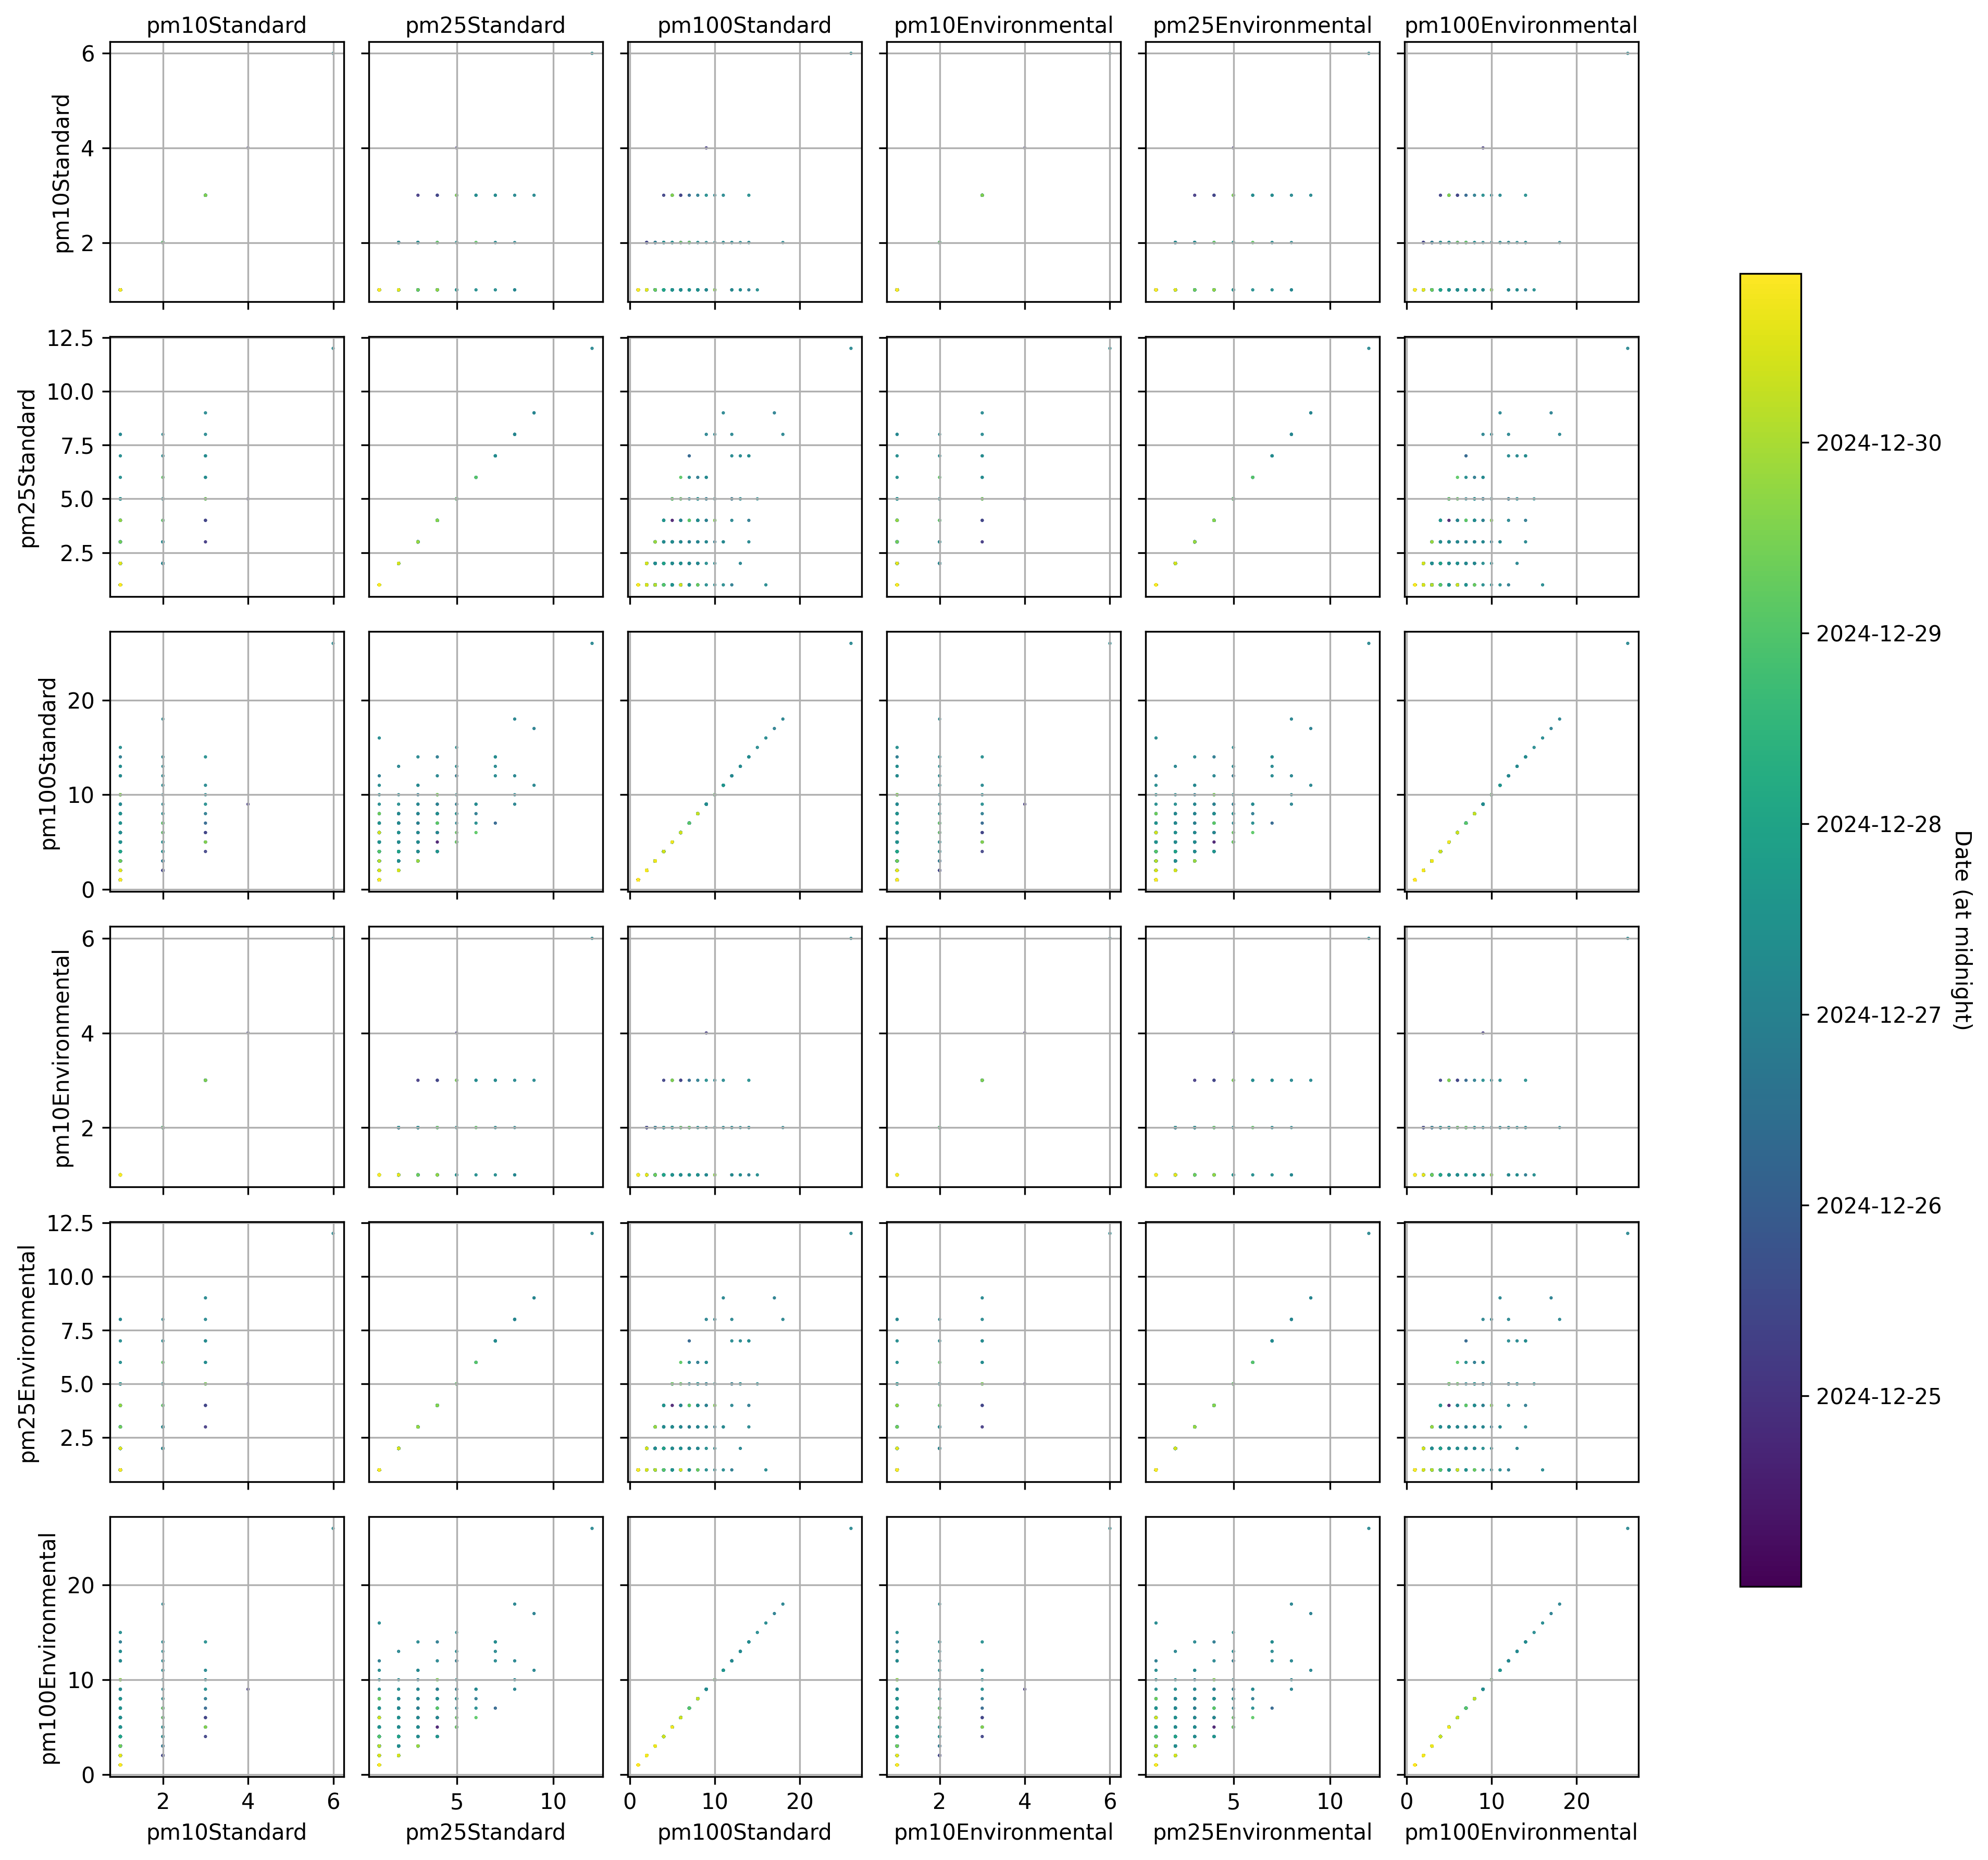 pm10Standard pm25Standard pm100Standard pm10Environmental pm25Environmental pm100Environmental
pm10Standard
6
4
2
pm25Standard
12.5
10.0
7.5
5.0
2.5
pm100Standard
20
10
0
pm10Environmental
6
4
2
pm25Environmental
12.5
10.0
7.5
5.0
2.5
pm100Environmental
20
10
0
2 4 6 5 10 0 10 20 2 4 6 5 10 0 10 20
pm10Standard pm25Standard pm100Standard pm10Environmental pm25Environmental pm100Environmental
2024-12-30
2024-12-29
2024-12-28
2024-12-27
2024-12-26
2024-12-25
Date (at midnight)